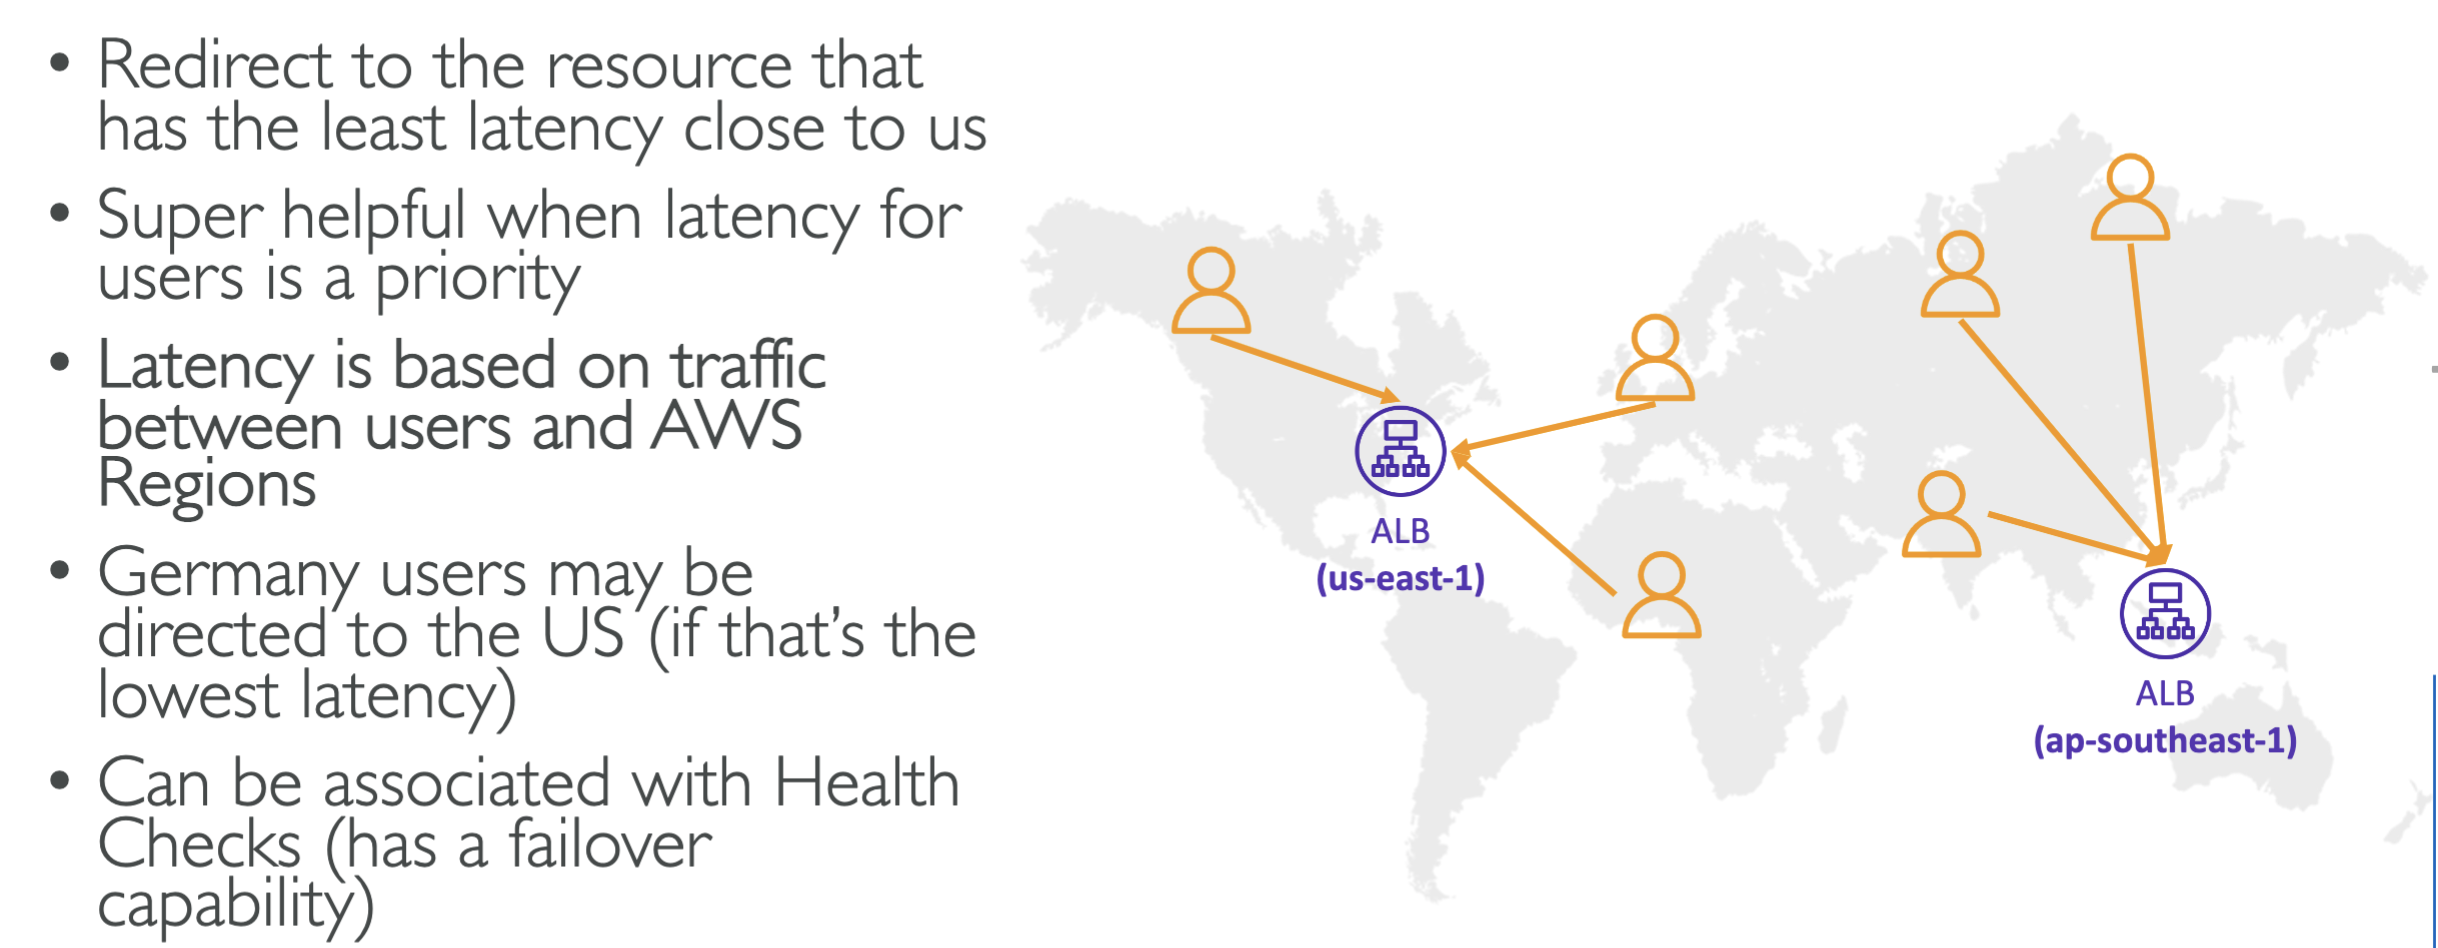 • Redirect to the resource that
has the least latency close to us
• Super helpful when latency for
users is a priority
• Latency is based on traffic
between users and AWS
Regions
• Germany users may be
directed to the US (if that’s the
lowest latency)
• Can be associated with Health
Checks (has a failover
capability)
ALB
(us-east-1)
ALB
(ap-southeast-1)